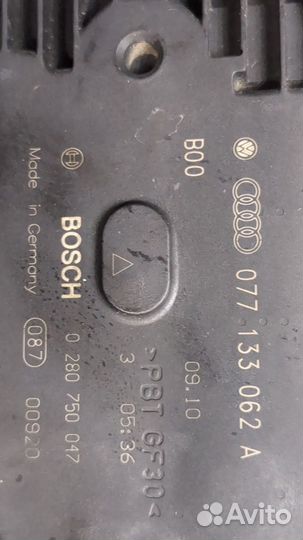 077 133 062 A
B00
09.10
>PBT GF30<
3 05:36
BOSCH 0 280 750 047
Made in Germany 087 00920
Avito